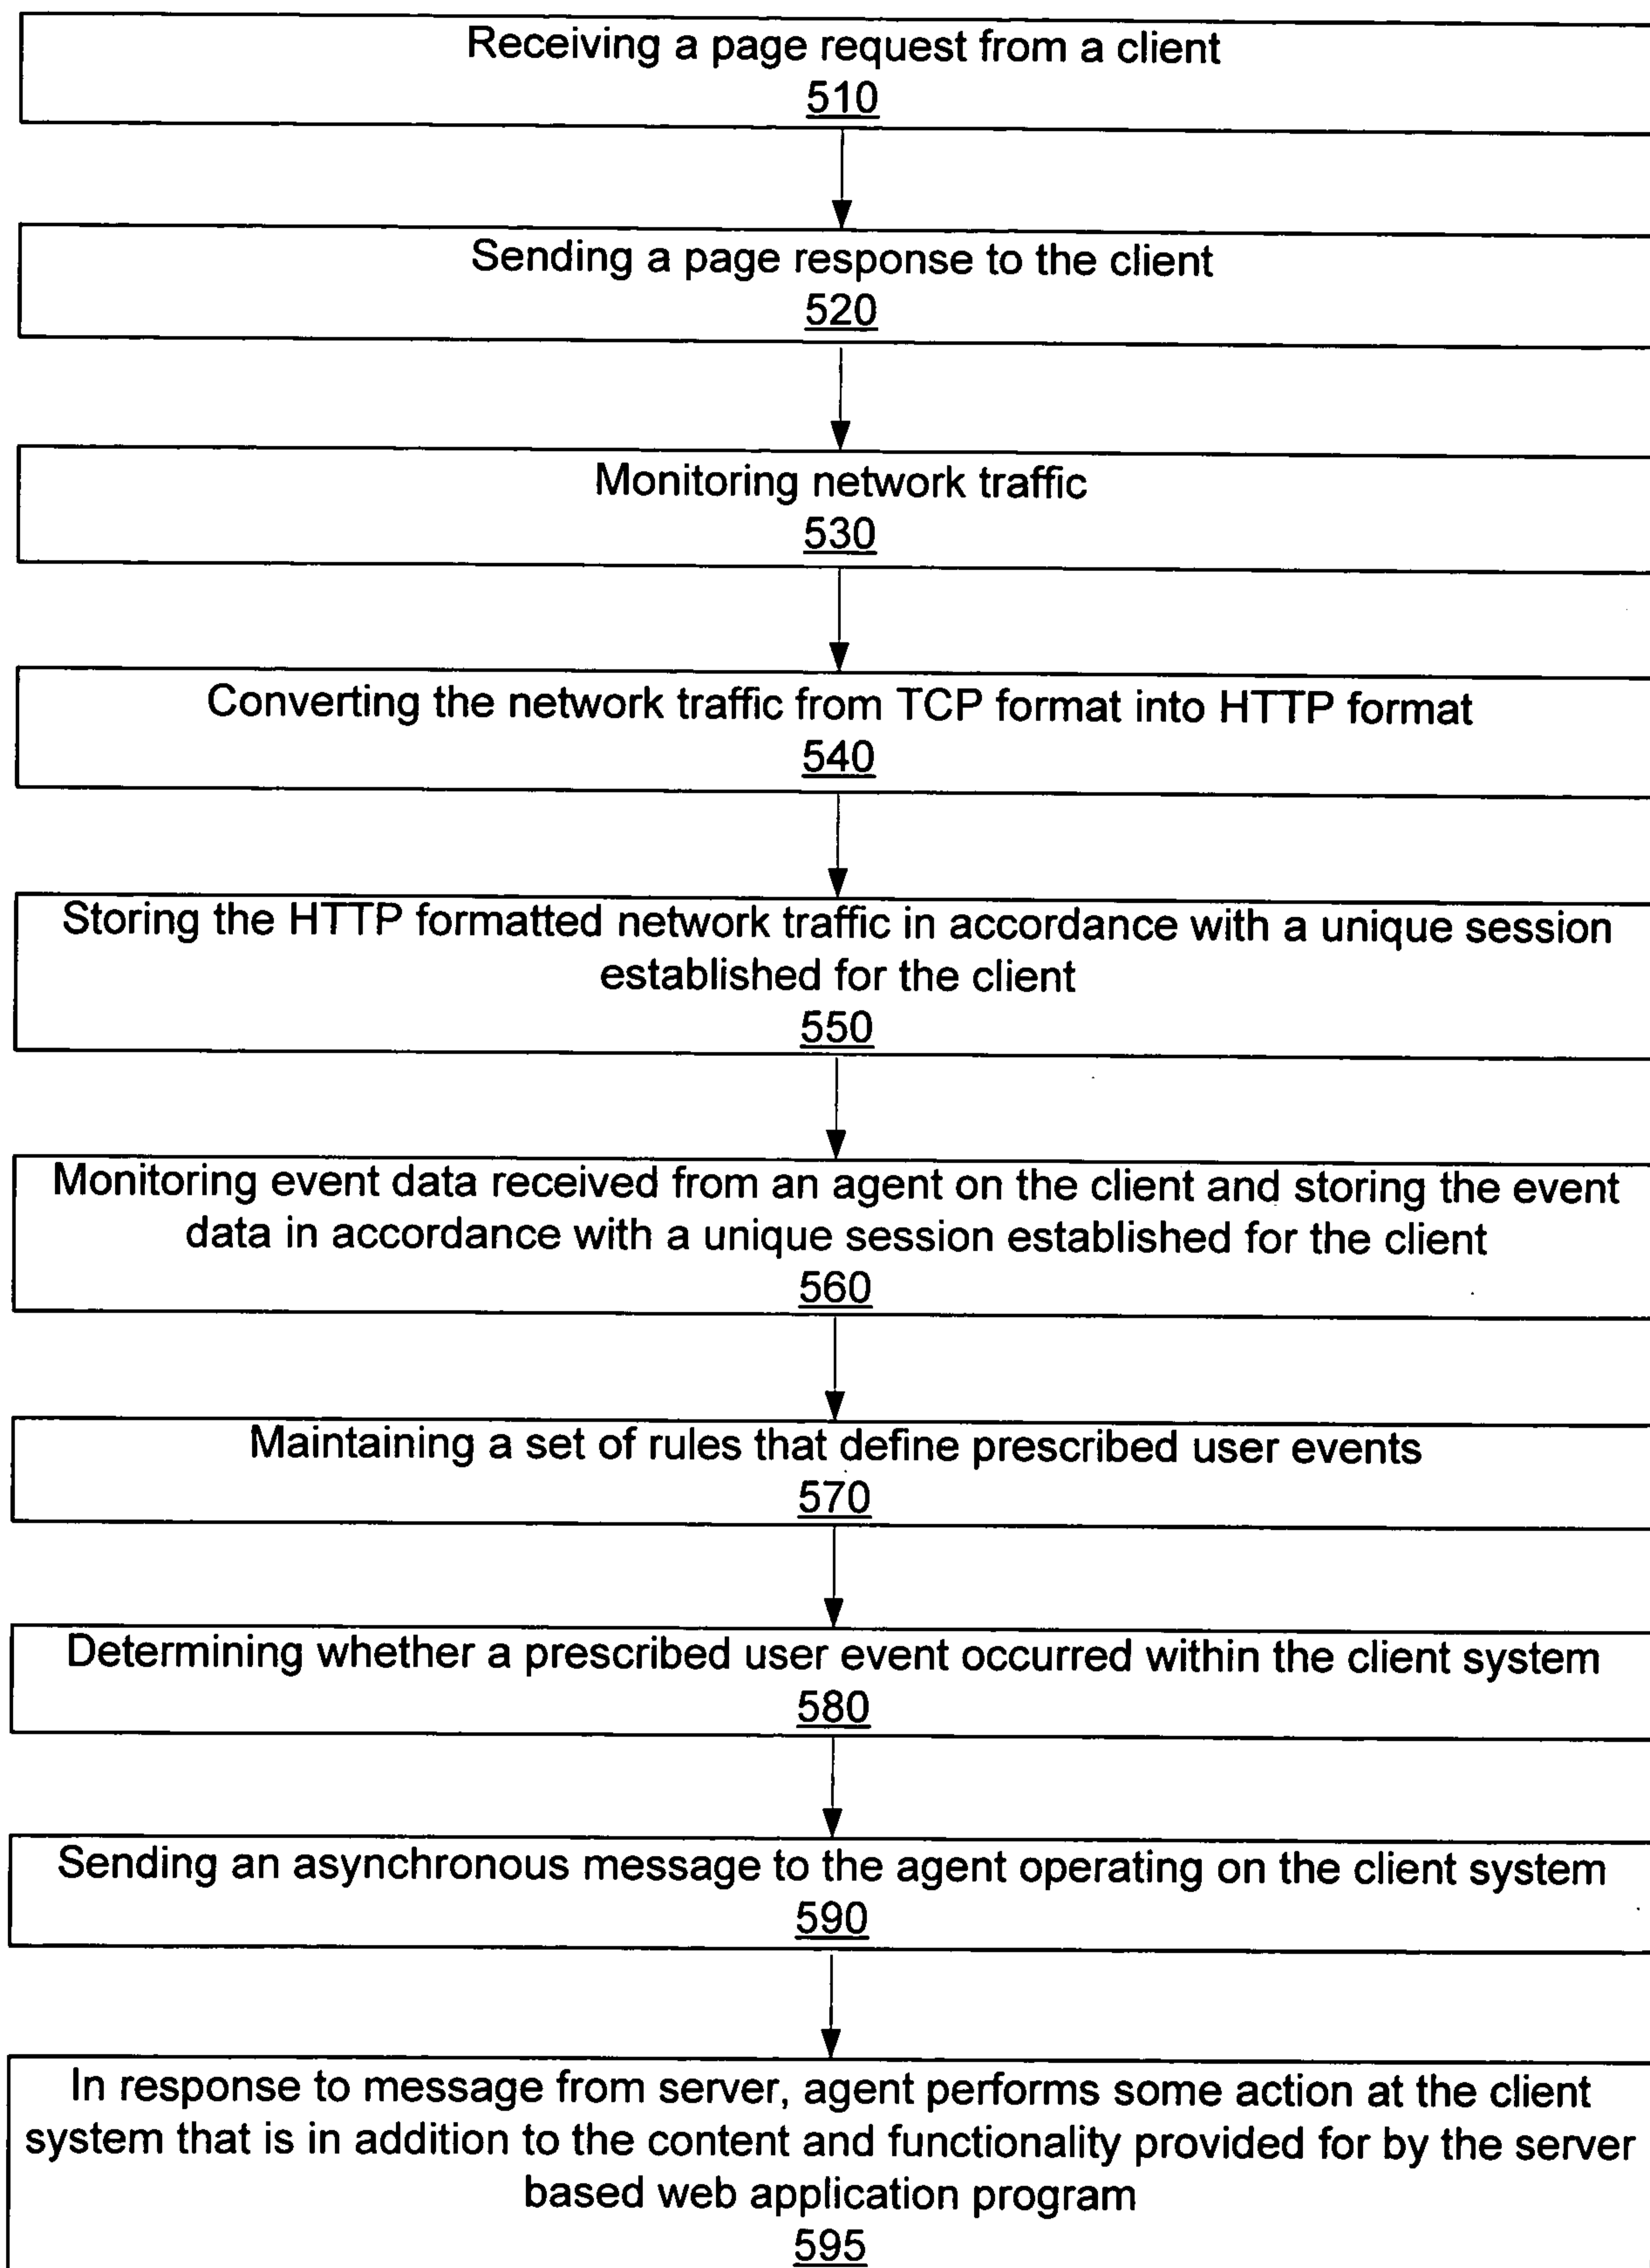 Receiving a page request from a client
510
Sending a page response to the client
520
Monitoring network traffic
530
Converting the network traffic from TCP format into HTTP format
540
Storing the HTTP formatted network traffic in accordance with a unique session
established for the client
550
Monitoring event data received from an agent on the client and storing the event
data in accordance with a unique session established for the client
560
Maintaining a set of rules that define prescribed user events
570
Determining whether a prescribed user event occurred within the client system
580
Sending an asynchronous message to the agent operating on the client system
590
In response to message from server, agent performs some action at the client
system that is in addition to the content and functionality provided for by the server
based web application program
595